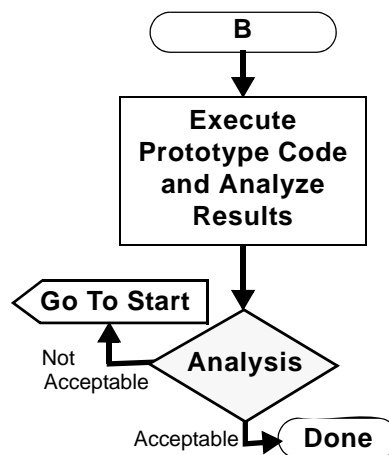 B
Execute
Prototype Code
and Analyze
Results
Go To Start
Not
Acceptable
Analysis
Acceptable
Done